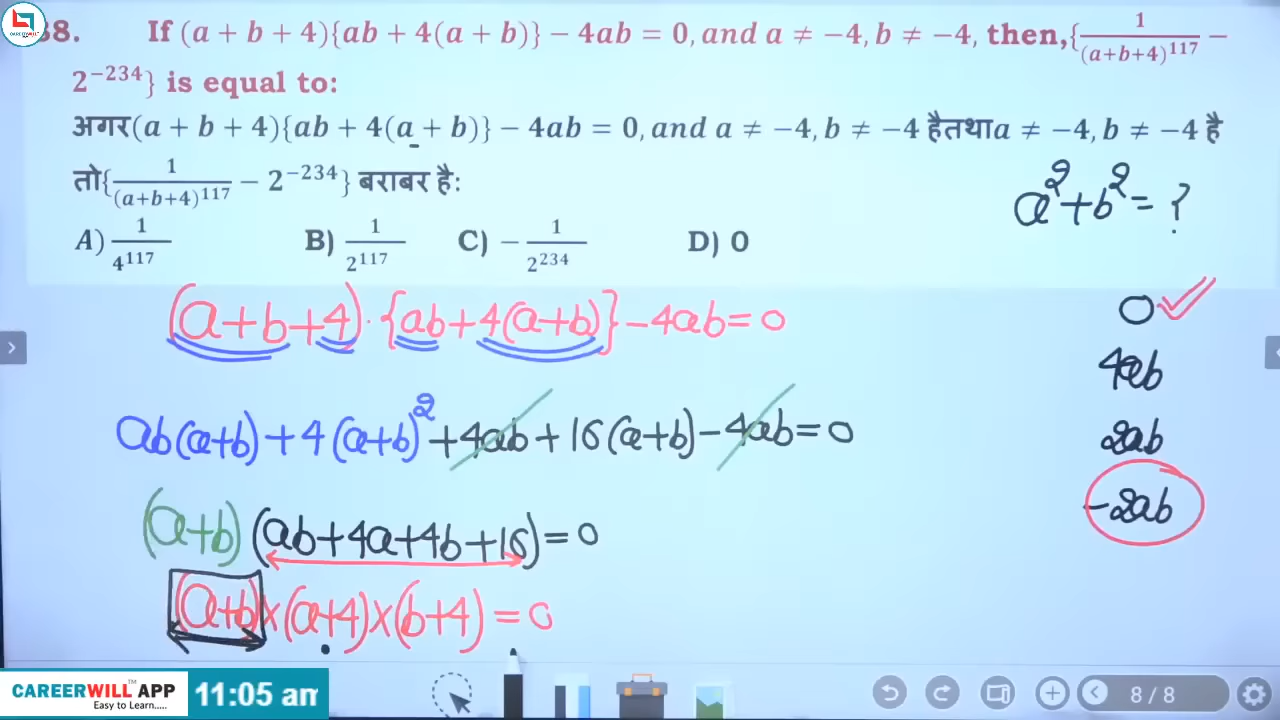 CAREERWILL
38. If (a + b + 4){ab + 4(a + b)} − 4ab = 0, and a ≠ −4, b ≠ −4, then,{1/(a+b+4)^117 −
2^−234} is equal to:
अगर(a + b + 4){ab + 4(a + b)} − 4ab = 0, and a ≠ −4, b ≠ −4 हैतथाa ≠ −4, b ≠ −4 है
तो{1/(a+b+4)^117 − 2^−234} बराबर है:
a²+b²=?
A) 1/4^117 B) 1/2^117 C) −1/2^234 D) 0
(a+b+4)·{ab+4(a+b)}−4ab=0
0
4ab
ab(a+b)+4(a+b)²+4ab+16(a+b)−4ab=0
2ab
−2ab
(a+b)(ab+4a+4b+16)=0
(a+b)×(a+4)×(b+4)=0
CAREERWILL™APP
Easy to Learn.....
11:05 am
8 / 8